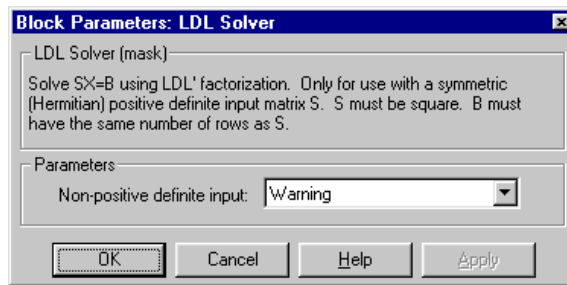 Block Parameters: LDL Solver
LDL Solver (mask)
Solve SX=B using LDL' factorization.  Only for use with a symmetric
(Hermitian) positive definite input matrix S.  S must be square.  B must
have the same number of rows as S.
Parameters
Non-positive definite input: Warning
OK Cancel Help Apply